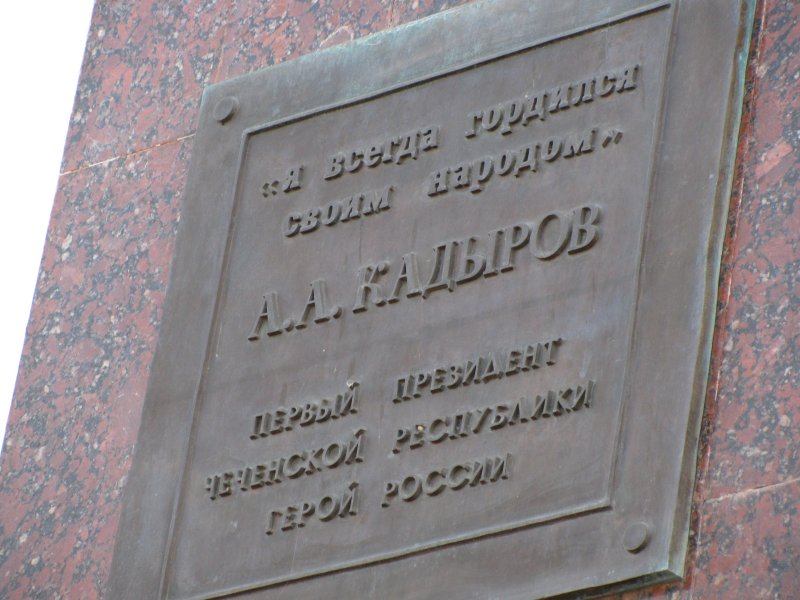 «Я всегда гордился
своим народом»
А.А. КАДЫРОВ
ПЕРВЫЙ ПРЕЗИДЕНТ
ЧЕЧЕНСКОЙ РЕСПУБЛИКИ
ГЕРОЙ РОССИИ